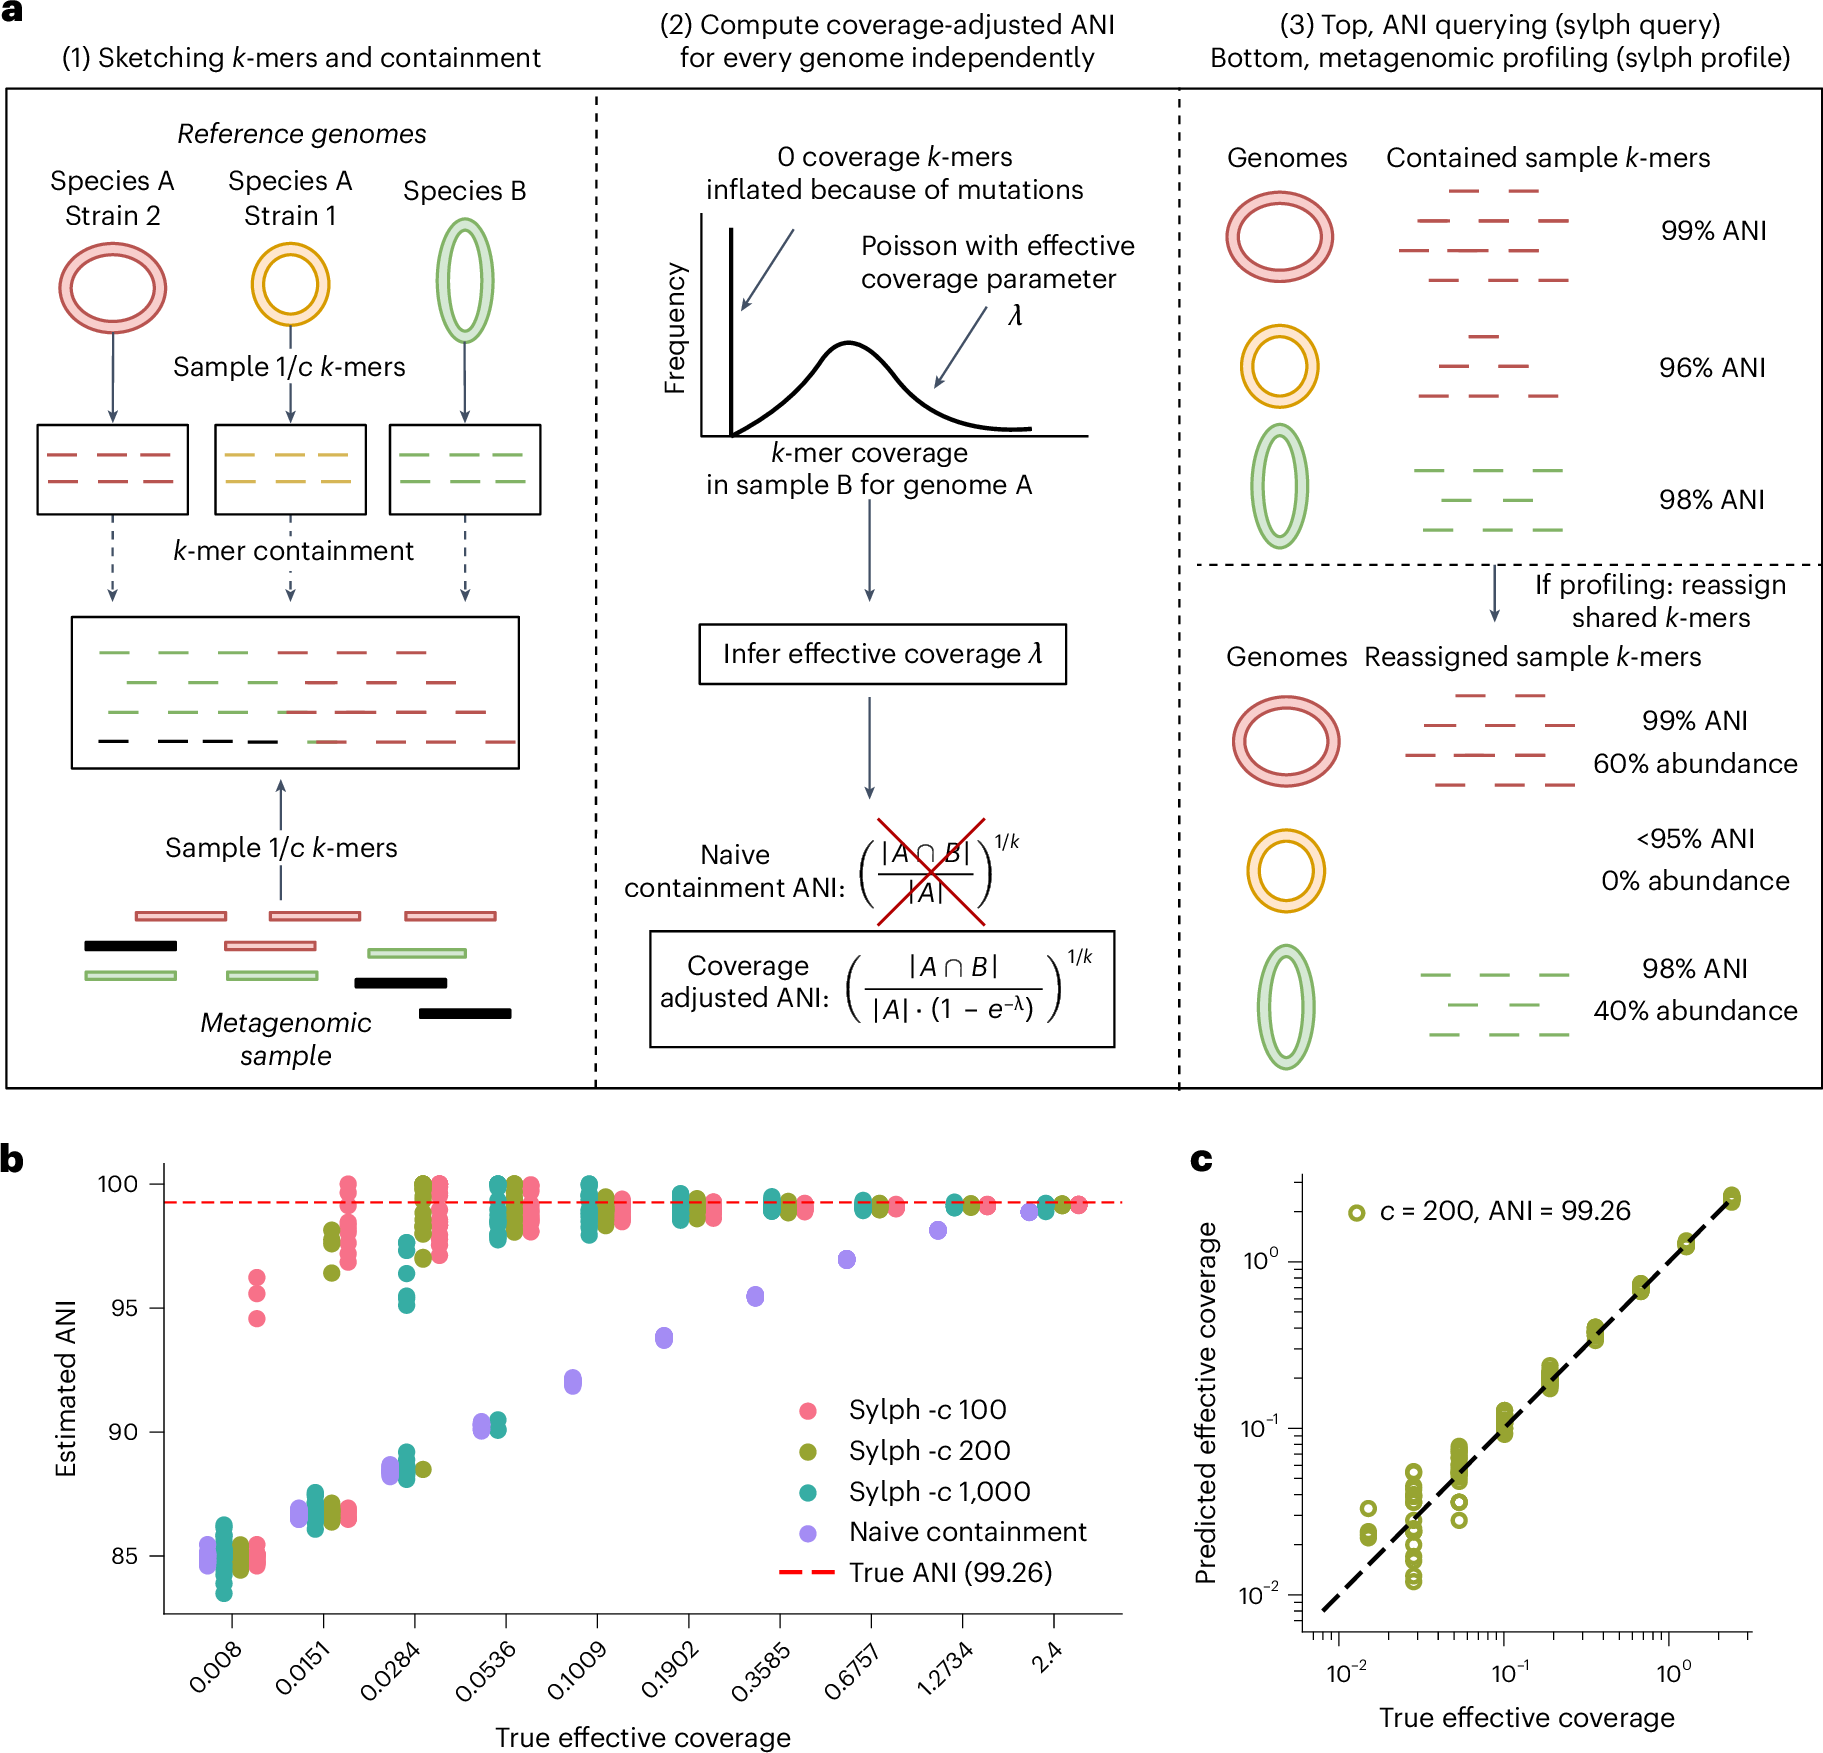 a
(1) Sketching k-mers and containment
(2) Compute coverage-adjusted ANI
for every genome independently
(3) Top, ANI querying (sylph query)
Bottom, metagenomic profiling (sylph profile)
Reference genomes
Species A
Strain 2
Species A
Strain 1
Species B
Sample 1/c k-mers
k-mer containment
Sample 1/c k-mers
Metagenomic
sample
0 coverage k-mers
inflated because of mutations
Poisson with effective
coverage parameter
λ
Frequency
k-mer coverage
in sample B for genome A
Infer effective coverage λ
Naive
containment ANI: (|A ∩ B| / |A|)^1/k
Coverage
adjusted ANI: (|A ∩ B| / |A| · (1 − e^−λ))^1/k
Genomes Contained sample k-mers
99% ANI
96% ANI
98% ANI
If profiling: reassign
shared k-mers
Genomes Reassigned sample k-mers
99% ANI
60% abundance
<95% ANI
0% abundance
98% ANI
40% abundance
b
Estimated ANI
100
95
90
85
Sylph -c 100
Sylph -c 200
Sylph -c 1,000
Naive containment
True ANI (99.26)
0.008 0.0151 0.0284 0.0536 0.1009 0.1902 0.3585 0.6757 1.2734 2.4
True effective coverage
c
c = 200, ANI = 99.26
Predicted effective coverage
10^0
10^−1
10^−2
10^−2 10^−1 10^0
True effective coverage